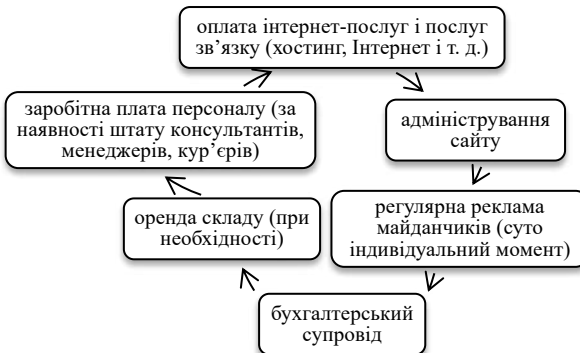 оплата інтернет-послуг і послуг
зв’язку (хостинг, Інтернет і т. д.)
заробітна плата персоналу (за
наявності штату консультантів,
менеджерів, кур’єрів)
адміністрування
сайту
оренда складу (при
необхідності)
регулярна реклама
майданчиків (суто
індивідуальний момент)
бухгалтерський
супровід